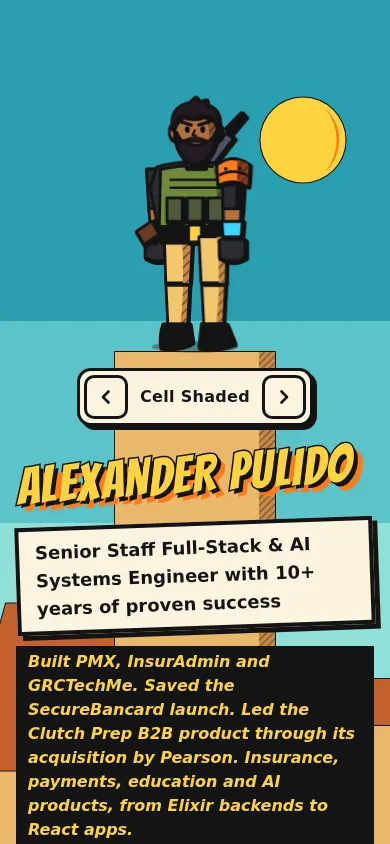 Cell Shaded
ALEXANDER PULIDO
Senior Staff Full-Stack & AI
Systems Engineer with 10+
years of proven success
Built PMX, InsurAdmin and
GRCTechMe. Saved the
SecureBancard launch. Led the
Clutch Prep B2B product through its
acquisition by Pearson. Insurance,
payments, education and AI
products, from Elixir backends to
React apps.